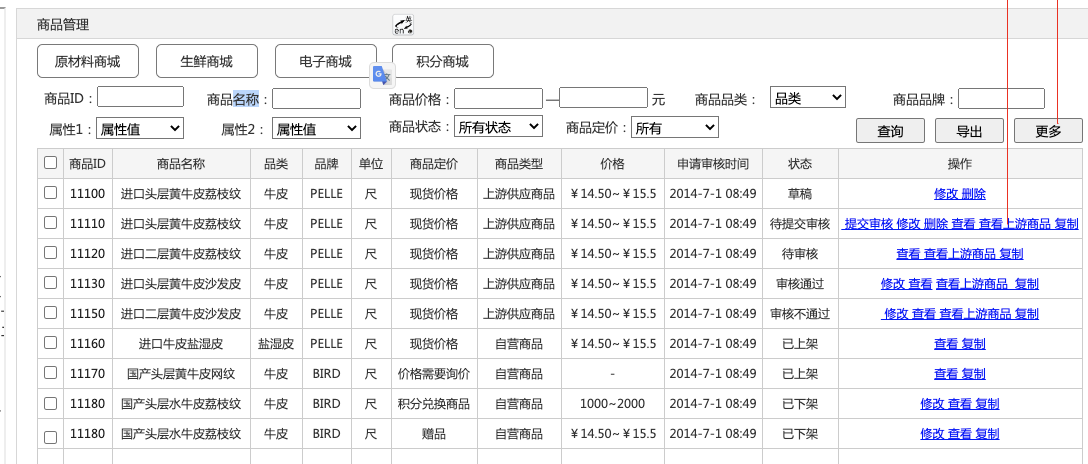 商品管理
原材料商城 生鲜商城 电子商城 积分商城
商品ID： 商品名称： 商品价格： — 元 商品品类： 品类 商品品牌：
属性1： 属性值 属性2： 属性值 商品状态： 所有状态 商品定价： 所有 查询 导出 更多
商品ID 商品名称 品类 品牌 单位 商品定价 商品类型 价格 申请审核时间 状态 操作
11100 进口头层黄牛皮荔枝纹 牛皮 PELLE 尺 现货价格 上游供应商品 ￥14.50~￥15.5 2014-7-1 08:49 草稿 修改 删除
11110 进口头层黄牛皮荔枝纹 牛皮 PELLE 尺 现货价格 上游供应商品 ￥14.50~￥15.5 2014-7-1 08:49 待提交审核 提交审核 修改 删除 查看 查看上游商品 复制
11120 进口二层黄牛皮荔枝纹 牛皮 PELLE 尺 现货价格 上游供应商品 ￥14.50~￥15.5 2014-7-1 08:49 待审核 查看 查看上游商品 复制
11130 进口头层黄牛皮沙发皮 牛皮 PELLE 尺 现货价格 上游供应商品 ￥14.50~￥15.5 2014-7-1 08:49 审核通过 修改 查看 查看上游商品 复制
11150 进口二层黄牛皮沙发皮 牛皮 PELLE 尺 现货价格 上游供应商品 ￥14.50~￥15.5 2014-7-1 08:49 审核不通过 修改 查看 查看上游商品 复制
11160 进口牛皮盐湿皮 盐湿皮 PELLE 尺 现货价格 自营商品 ￥14.50~￥15.5 2014-7-1 08:49 已上架 查看 复制
11170 国产头层黄牛皮网纹 牛皮 BIRD 尺 价格需要询价 自营商品 - 2014-7-1 08:49 已上架 查看 复制
11180 国产头层水牛皮荔枝纹 牛皮 BIRD 尺 积分兑换商品 自营商品 1000~2000 2014-7-1 08:49 已下架 修改 查看 复制
11180 国产头层水牛皮荔枝纹 牛皮 BIRD 尺 赠品 自营商品 ￥14.50~￥15.5 2014-7-1 08:49 已下架 修改 查看 复制